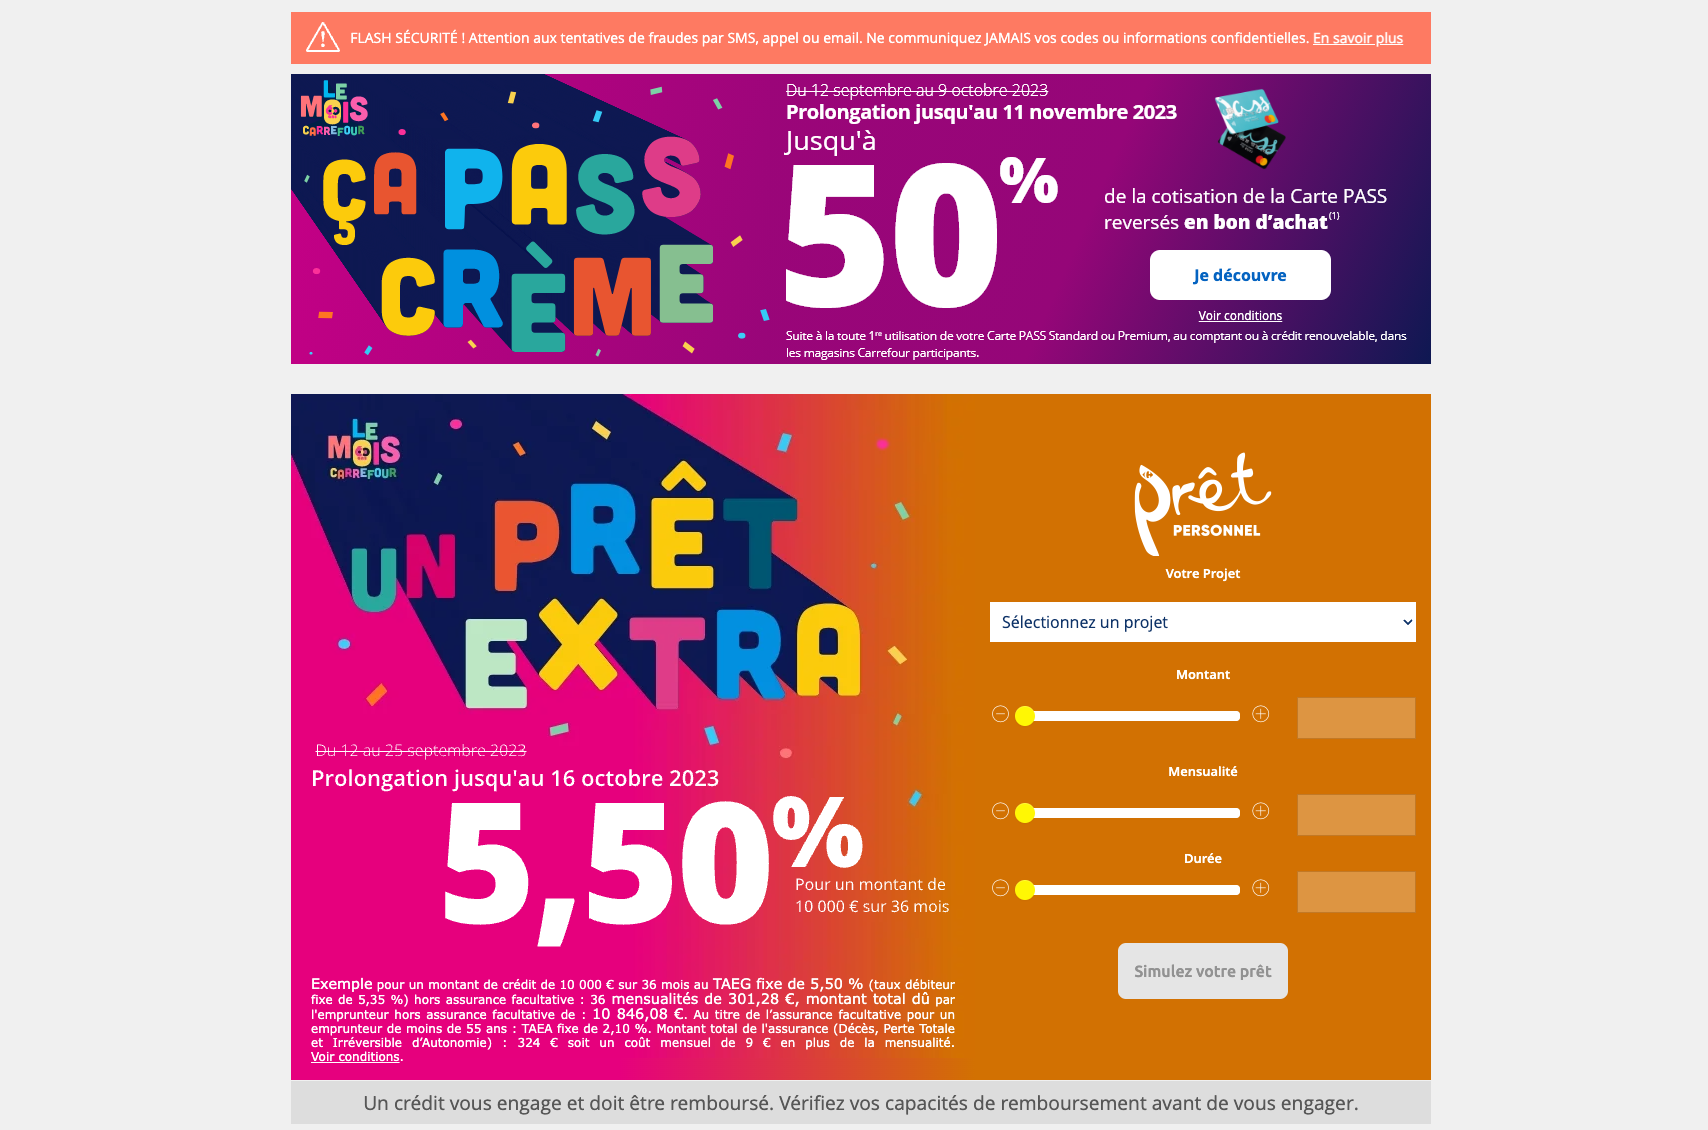 FLASH SÉCURITÉ ! Attention aux tentatives de fraudes par SMS, appel ou email. Ne communiquez JAMAIS vos codes ou informations confidentielles. En savoir plus
LE
MOIS
CARREFOUR
ÇA PASS
CRÈME
Du 12 septembre au 9 octobre 2023
Prolongation jusqu'au 11 novembre 2023
Jusqu'à
50%
pass
de la cotisation de la Carte PASS
reversés en bon d’achat(1)
Je découvre
Voir conditions
Suite à la toute 1re utilisation de votre Carte PASS Standard ou Premium, au comptant ou à crédit renouvelable, dans
les magasins Carrefour participants.
LE
MOIS
CARREFOUR
UN PRÊT
EXTRA
Du 12 au 25 septembre 2023
Prolongation jusqu'au 16 octobre 2023
5,50%
Pour un montant de
10 000 € sur 36 mois
Exemple pour un montant de crédit de 10 000 € sur 36 mois au TAEG fixe de 5,50 % (taux débiteur
fixe de 5,35 %) hors assurance facultative : 36 mensualités de 301,28 €, montant total dû par
l'emprunteur hors assurance facultative de : 10 846,08 €. Au titre de l’assurance facultative pour un
emprunteur de moins de 55 ans : TAEA fixe de 2,10 %. Montant total de l'assurance (Décès, Perte Totale
et Irréversible d’Autonomie) : 324 € soit un coût mensuel de 9 € en plus de la mensualité.
Voir conditions.
prêt
PERSONNEL
Votre Projet
Sélectionnez un projet
Montant
Mensualité
Durée
Simulez votre prêt
Un crédit vous engage et doit être remboursé. Vérifiez vos capacités de remboursement avant de vous engager.